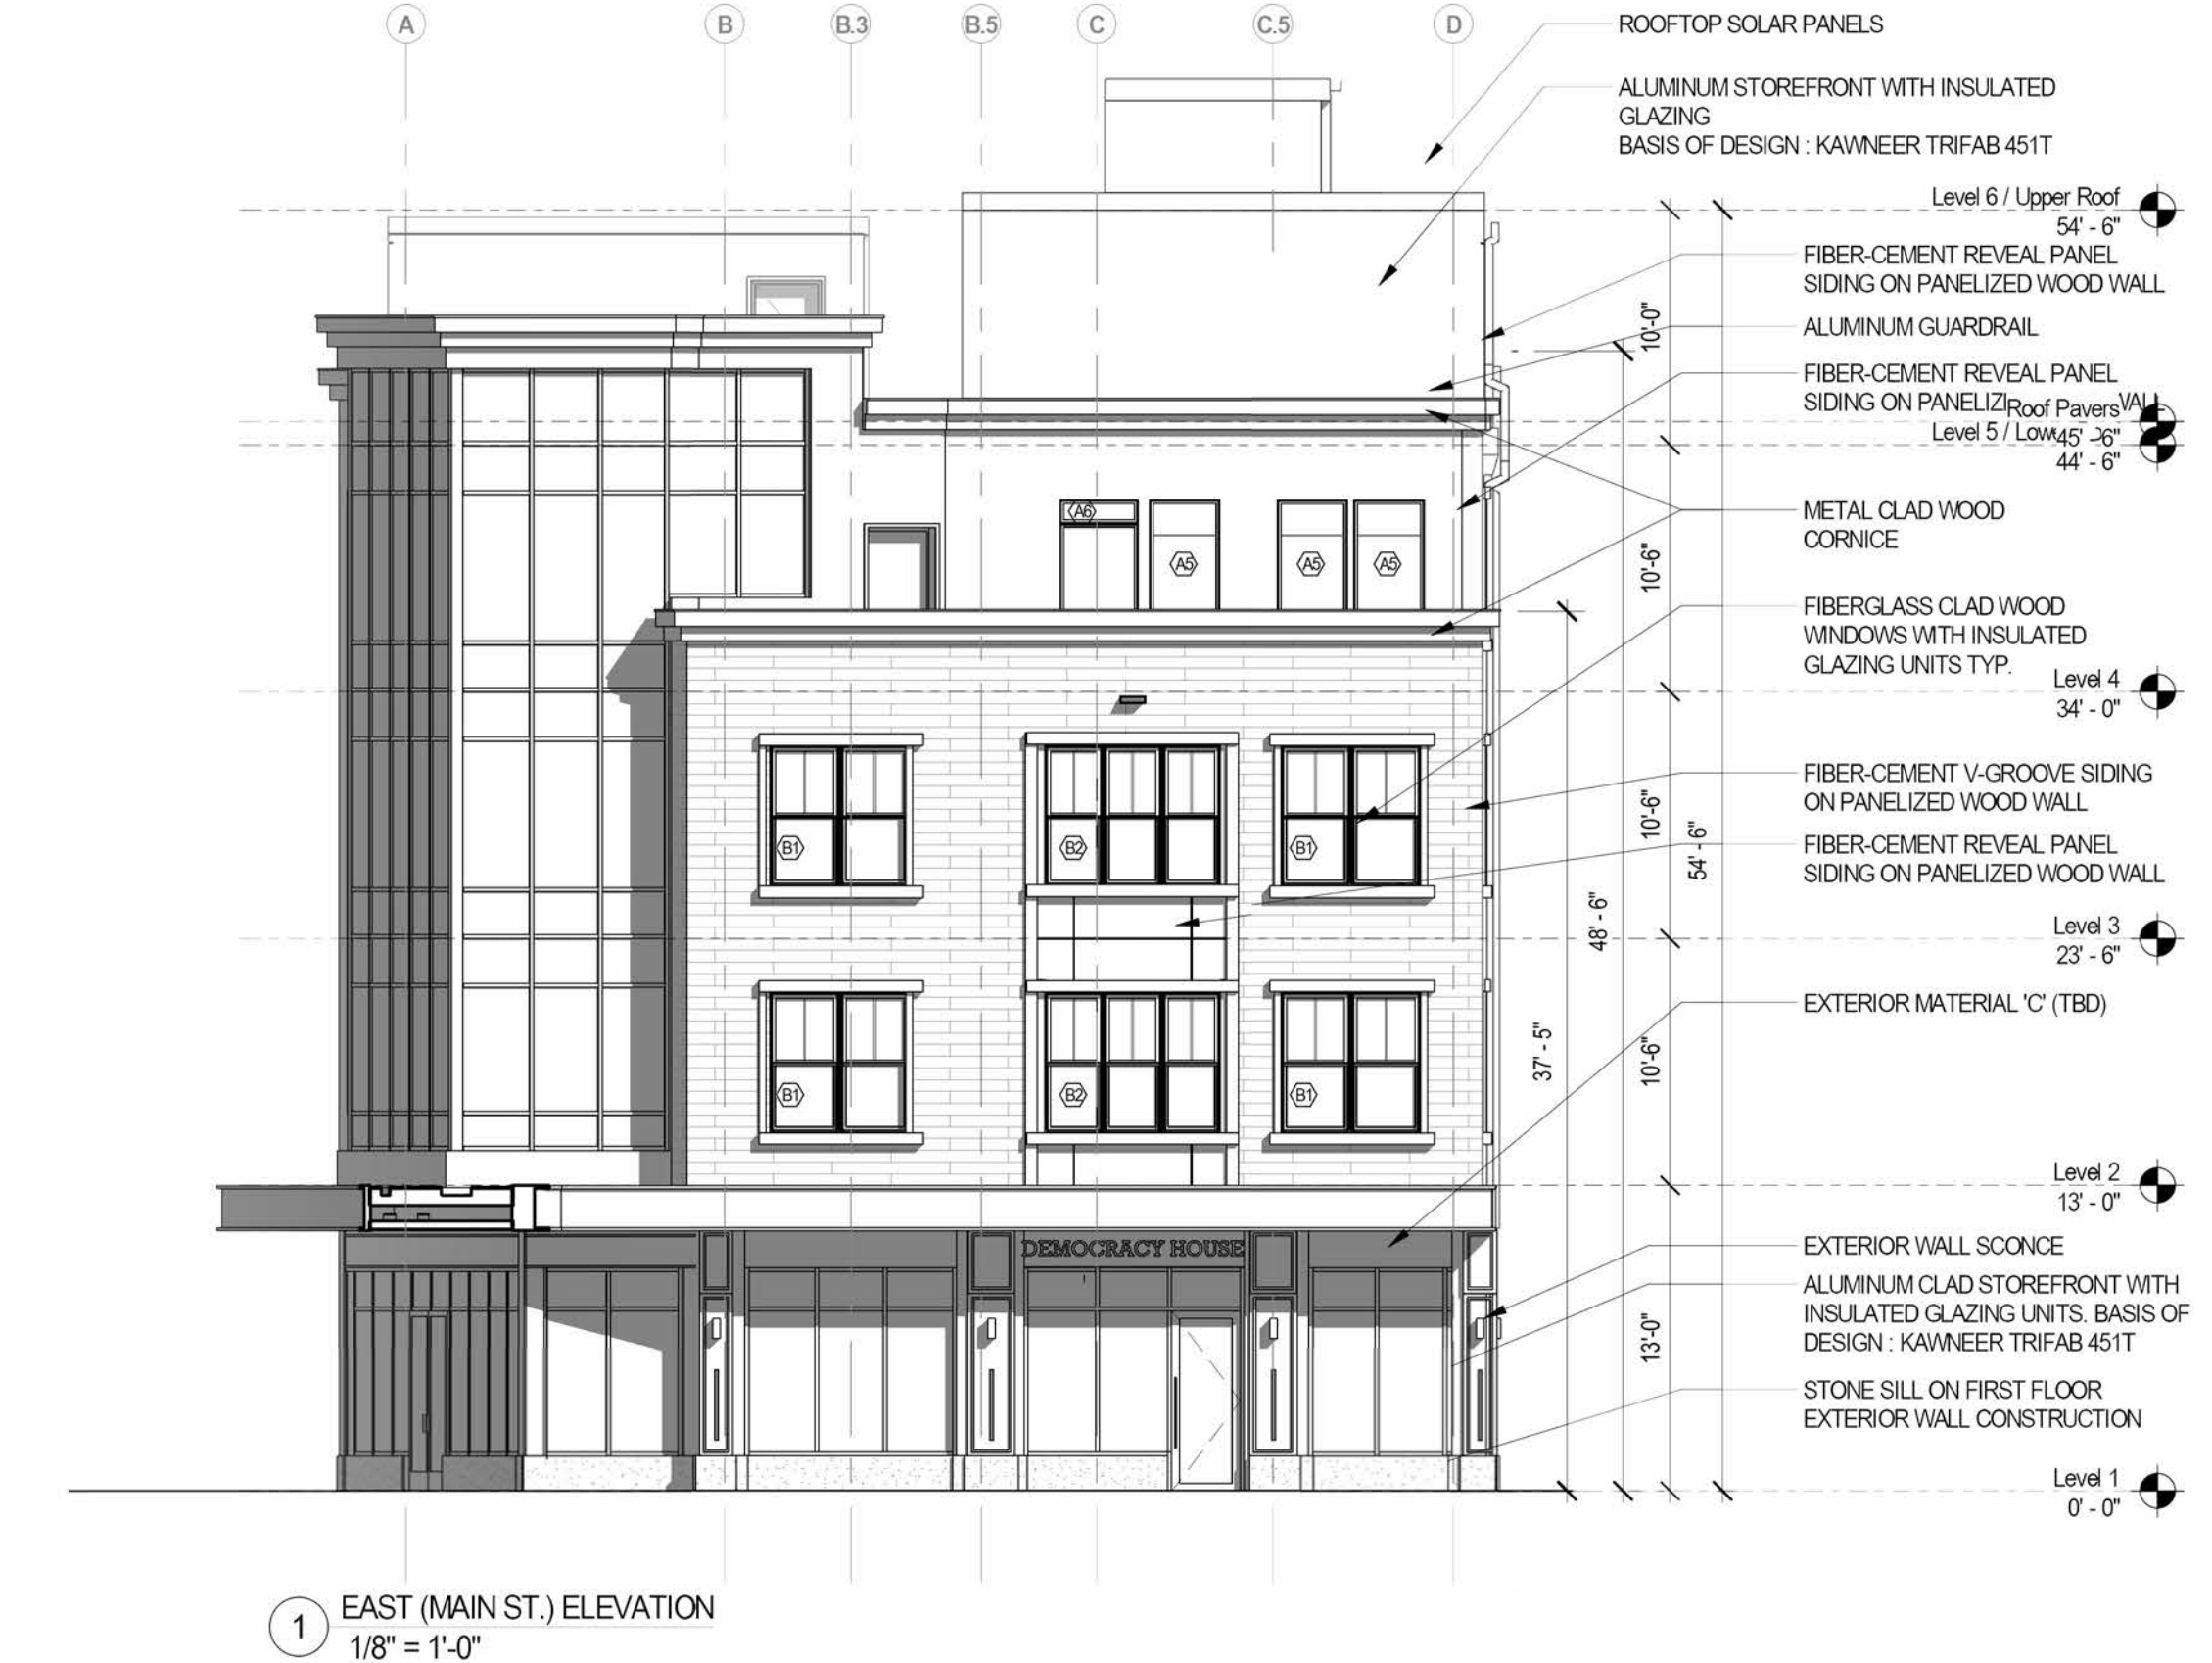 A
B
B.3
B.5
C
C.5
D
ROOFTOP SOLAR PANELS
ALUMINUM STOREFRONT WITH INSULATED
GLAZING
BASIS OF DESIGN : KAWNEER TRIFAB 451T
Level 6 / Upper Roof
54' - 6"
FIBER-CEMENT REVEAL PANEL
SIDING ON PANELIZED WOOD WALL
10'-0"
ALUMINUM GUARDRAIL
FIBER-CEMENT REVEAL PANEL
SIDING ON
Roof Pavers
Level 5 /
45' - 6"
44' - 6"
A6
A5
A5
A5
METAL CLAD WOOD
CORNICE
10'-6"
FIBERGLASS CLAD WOOD
WINDOWS WITH INSULATED
GLAZING UNITS TYP.
Level 4
34' - 0"
FIBER-CEMENT V-GROOVE SIDING
ON PANELIZED WOOD WALL
10'-6"
54' - 6"
B1
B2
B1
FIBER-CEMENT REVEAL PANEL
SIDING ON PANELIZED WOOD WALL
48' - 6"
Level 3
23' - 6"
EXTERIOR MATERIAL 'C' (TBD)
37' - 5"
10'-6"
B1
B2
B1
Level 2
13' - 0"
DEMOCRACY HOUSE
EXTERIOR WALL SCONCE
ALUMINUM CLAD STOREFRONT WITH
INSULATED GLAZING UNITS. BASIS OF
DESIGN : KAWNEER TRIFAB 451T
13'-0"
STONE SILL ON FIRST FLOOR
EXTERIOR WALL CONSTRUCTION
Level 1
0' - 0"
1
EAST (MAIN ST.) ELEVATION
1/8" = 1'-0"